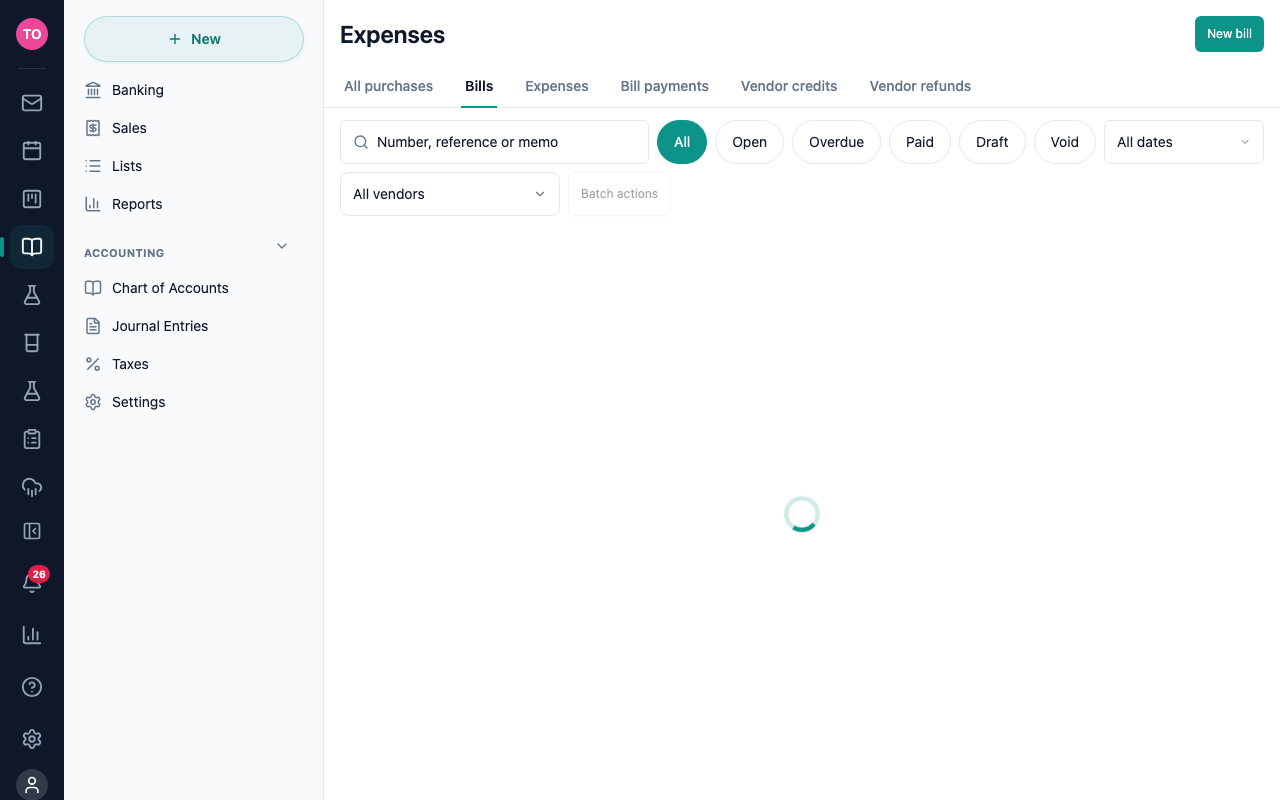 TO
New
Banking
Sales
Lists
Reports
ACCOUNTING
Chart of Accounts
Journal Entries
Taxes
Settings
26
Expenses
New bill
All purchases
Bills
Expenses
Bill payments
Vendor credits
Vendor refunds
Number, reference or memo
All
Open
Overdue
Paid
Draft
Void
All dates
All vendors
Batch actions